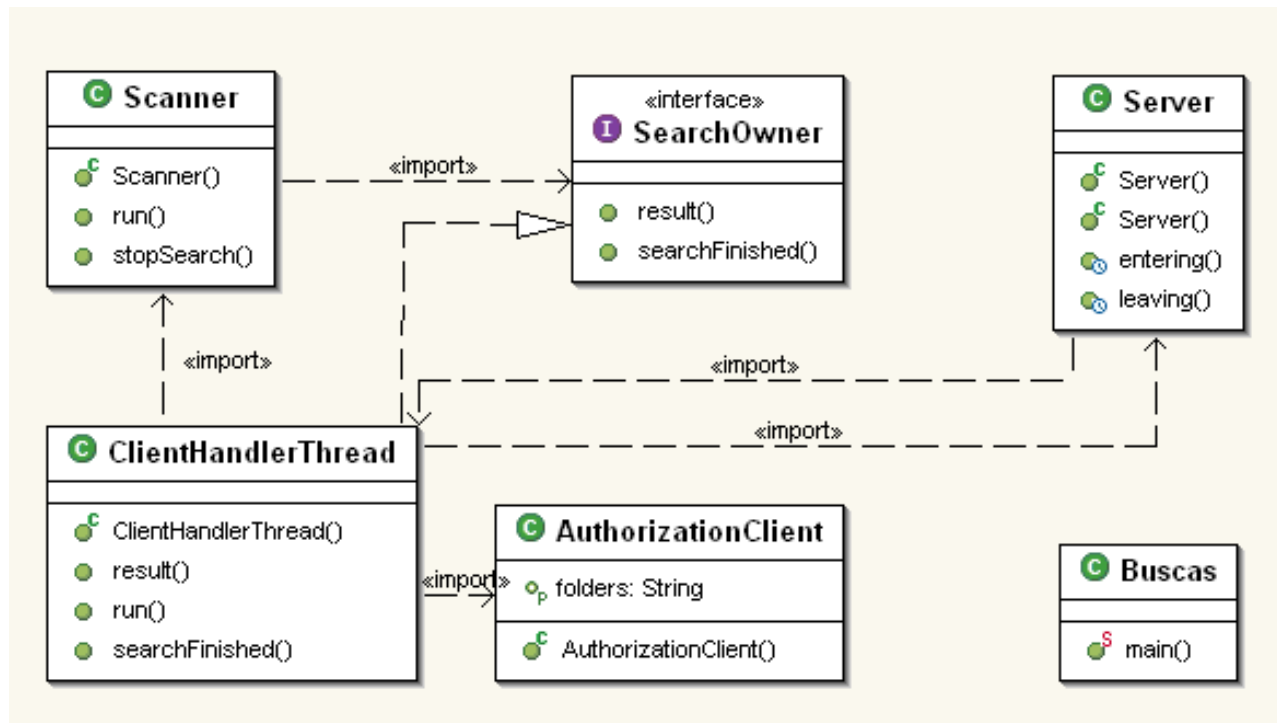 Scanner
Scanner()
run()
stopSearch()
«import»
«interface»
SearchOwner
result()
searchFinished()
Server
Server()
Server()
entering()
leaving()
«import»
«import»
«import»
ClientHandlerThread
ClientHandlerThread()
result()
run()
searchFinished()
«import»
AuthorizationClient
folders: String
AuthorizationClient()
Buscas
main()